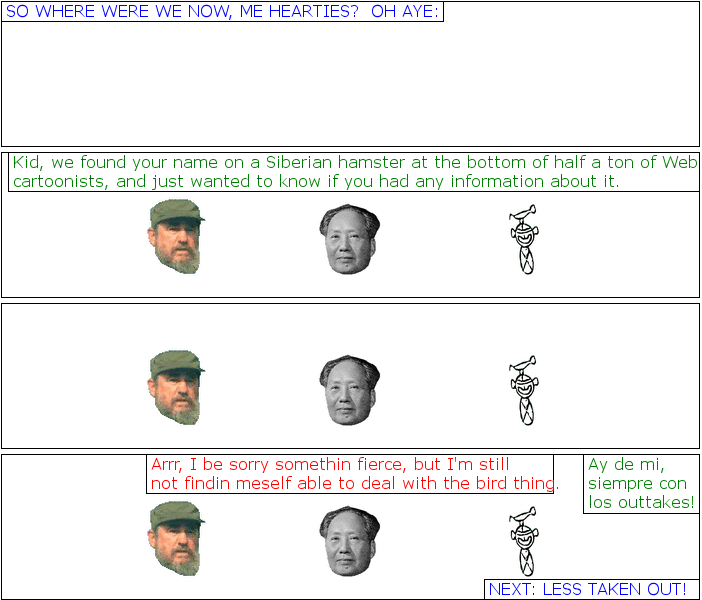 SO WHERE WERE WE NOW, ME HEARTIES?  OH AYE:
Kid, we found your name on a Siberian hamster at the bottom of half a ton of Web
cartoonists, and just wanted to know if you had any information about it.
Arrr, I be sorry somethin fierce, but I'm still
not findin meself able to deal with the bird thing.
Ay de mi,
siempre con
los outtakes!
NEXT: LESS TAKEN OUT!